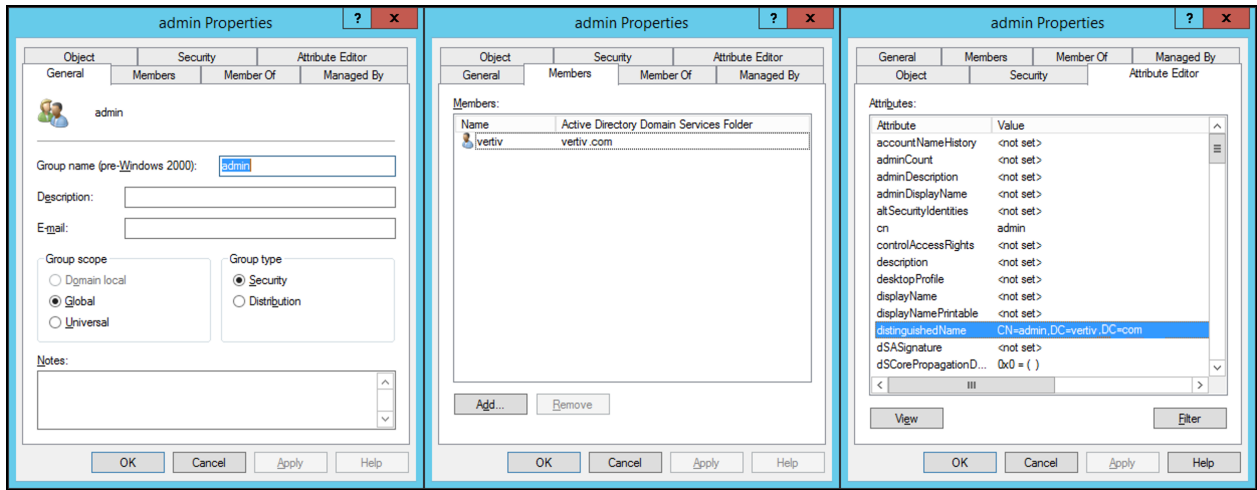 admin Properties
? x
Object Security Attribute Editor
General Members Member Of Managed By
admin
Group name (pre-Windows 2000): admin
Description:
E-mail:
Group scope
Domain local
Global
Universal
Group type
Security
Distribution
Notes:
OK Cancel Apply Help
admin Properties
? x
Object Security Attribute Editor
General Members Member Of Managed By
Members:
Name Active Directory Domain Services Folder
vertiv vertiv.com
Add... Remove
OK Cancel Apply Help
admin Properties
? x
General Members Member Of Managed By
Object Security Attribute Editor
Attributes:
Attribute Value
accountNameHistory <not set>
adminCount <not set>
adminDescription <not set>
adminDisplayName <not set>
altSecurityIdentities <not set>
cn admin
controlAccessRights <not set>
description <not set>
desktopProfile <not set>
displayName <not set>
displayNamePrintable <not set>
distinguishedName CN=admin,DC=vertiv,DC=com
dSASignature <not set>
dSCorePropagationD... 0x0 = ( )
View Filter
OK Cancel Apply Help